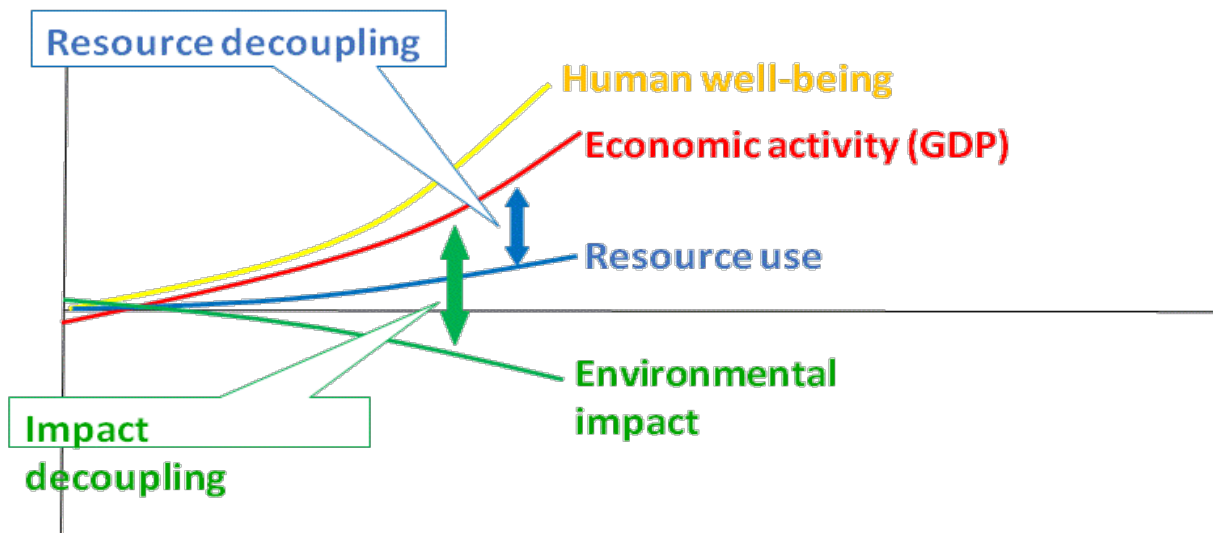 Resource decoupling
Human well-being
Economic activity (GDP)
Resource use
Environmental
impact
Impact
decoupling